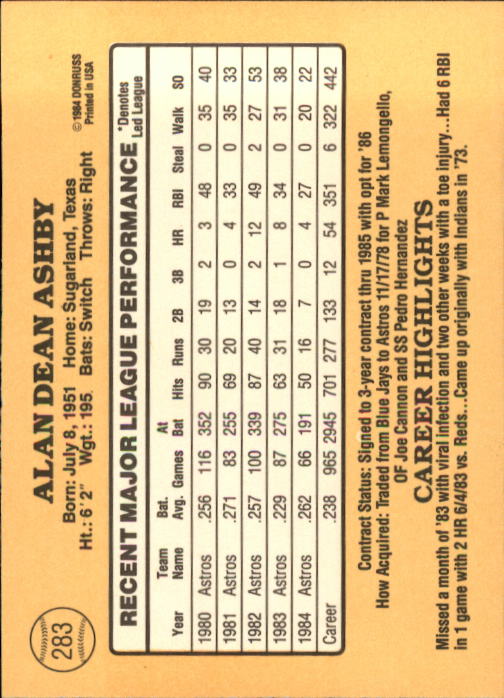 283
ALAN DEAN ASHBY
Born: July 8, 1951 Home: Sugarland, Texas
Ht.: 6'2" Wgt.: 195. Bats: Switch Throws: Right
© 1984 DONRUSS
Printed in USA
RECENT MAJOR LEAGUE PERFORMANCE *Denotes Led League
Year Team Name Bat. Avg. Games At Bat Hits Runs 2B 3B HR RBI Steal Walk SO
1980 Astros .256 116 352 90 30 19 2 3 48 0 35 40
1981 Astros .271 83 255 69 20 13 0 4 33 0 35 33
1982 Astros .257 100 339 87 40 14 2 12 49 2 27 53
1983 Astros .229 87 275 63 31 18 1 8 34 0 31 38
1984 Astros .262 66 191 50 16 7 0 4 27 0 20 22
Career .238 965 2945 701 277 133 12 54 351 6 322 442
Contract Status: Signed to 3-year contract thru 1985 with opt for '86
How Acquired: Traded from Blue Jays to Astros 11/17/78 for P Mark Lemongello,
OF Joe Cannon and SS Pedro Hernandez
CAREER HIGHLIGHTS
Missed a month of '83 with viral infection and two other weeks with a toe injury...Had 6 RBI
in 1 game with 2 HR 6/4/83 vs. Reds...Came up originally with Indians in '73.